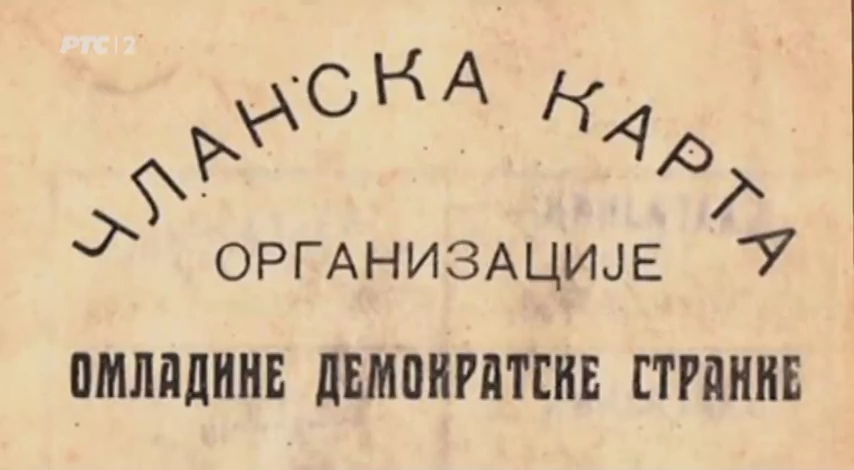 РТС|2
ЧЛАНСКА КАРТА
ОРГАНИЗАЦИЈЕ
ОМЛАДИНЕ ДЕМОКРАТСКЕ СТРАНКЕ